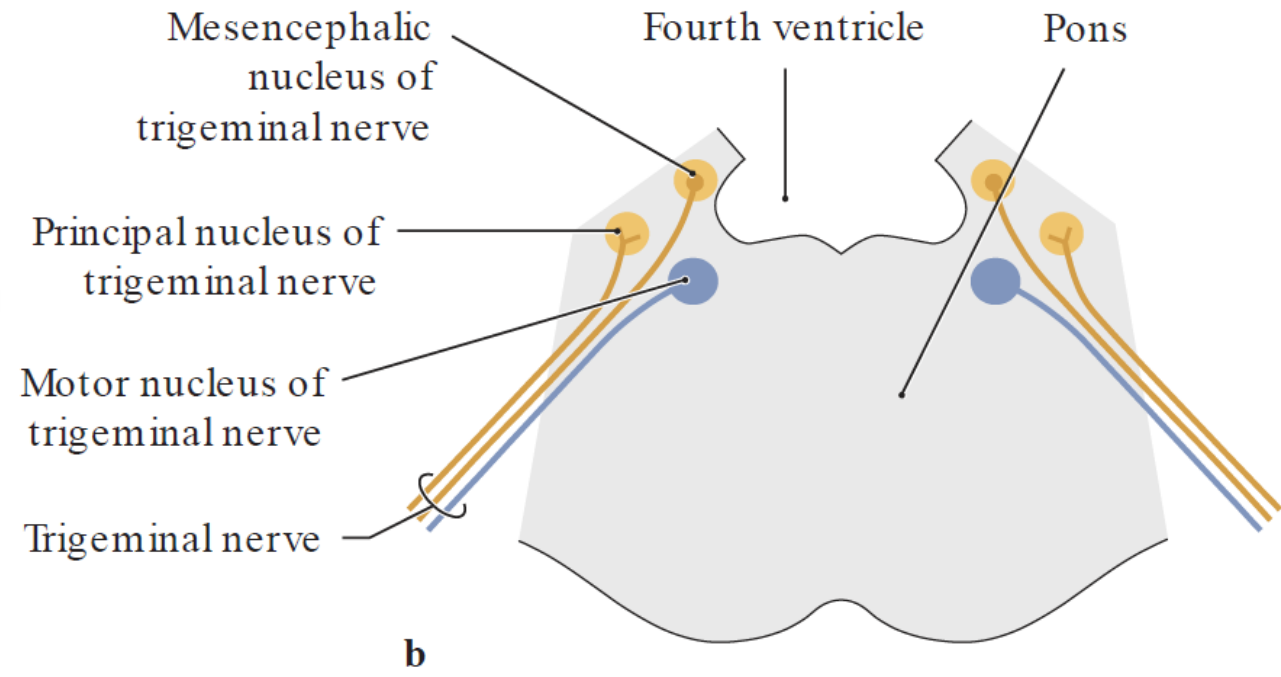 Mesencephalic
nucleus of
trigeminal nerve
Fourth ventricle
Pons
Principal nucleus of
trigeminal nerve
Motor nucleus of
trigeminal nerve
Trigeminal nerve
b